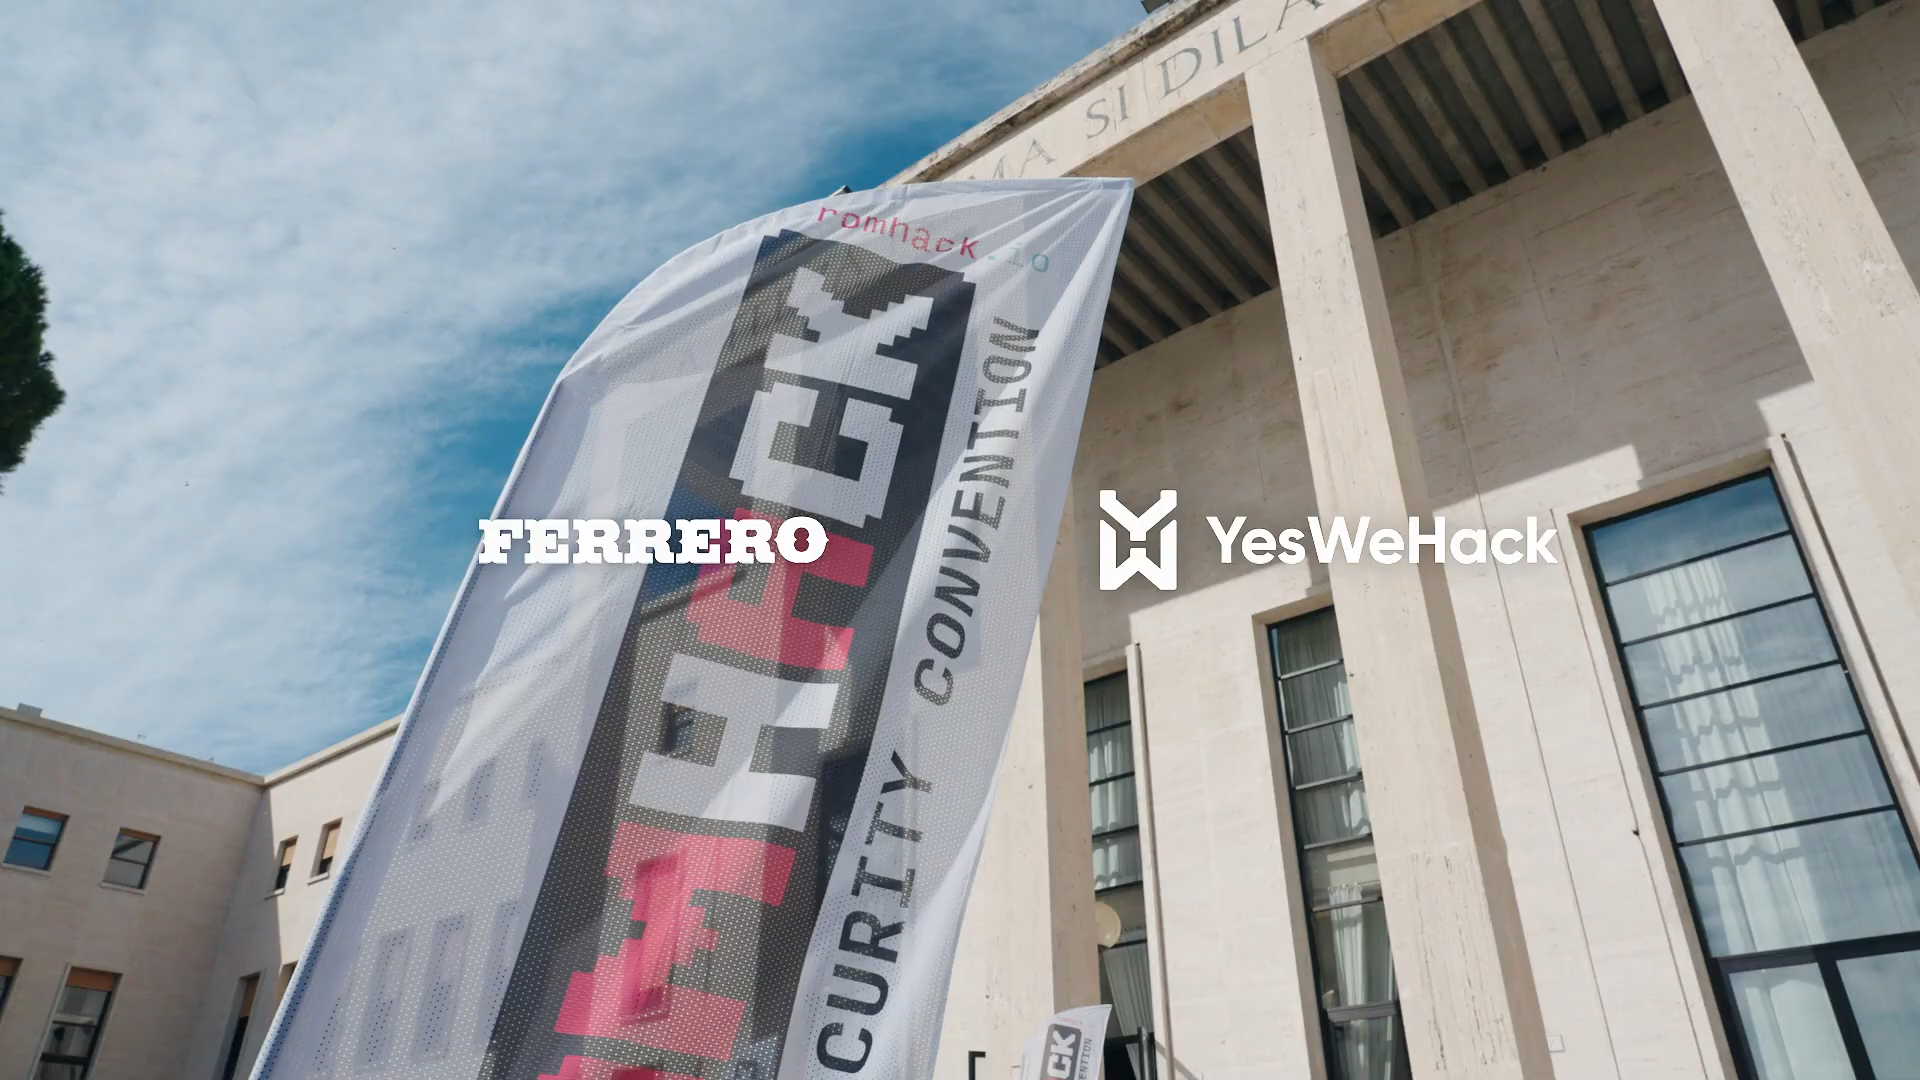 MA SI DILA
romhack.io
HACK
CURITY CONVENTION
FERRERO
YesWeHack
CK